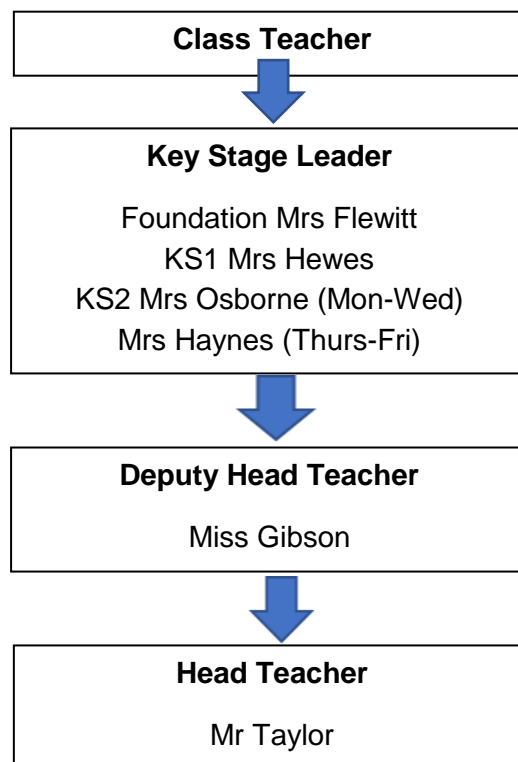 Class Teacher
Key Stage Leader
Foundation Mrs Flewitt
KS1 Mrs Hewes
KS2 Mrs Osborne (Mon-Wed)
Mrs Haynes (Thurs-Fri)
Deputy Head Teacher
Miss Gibson
Head Teacher
Mr Taylor